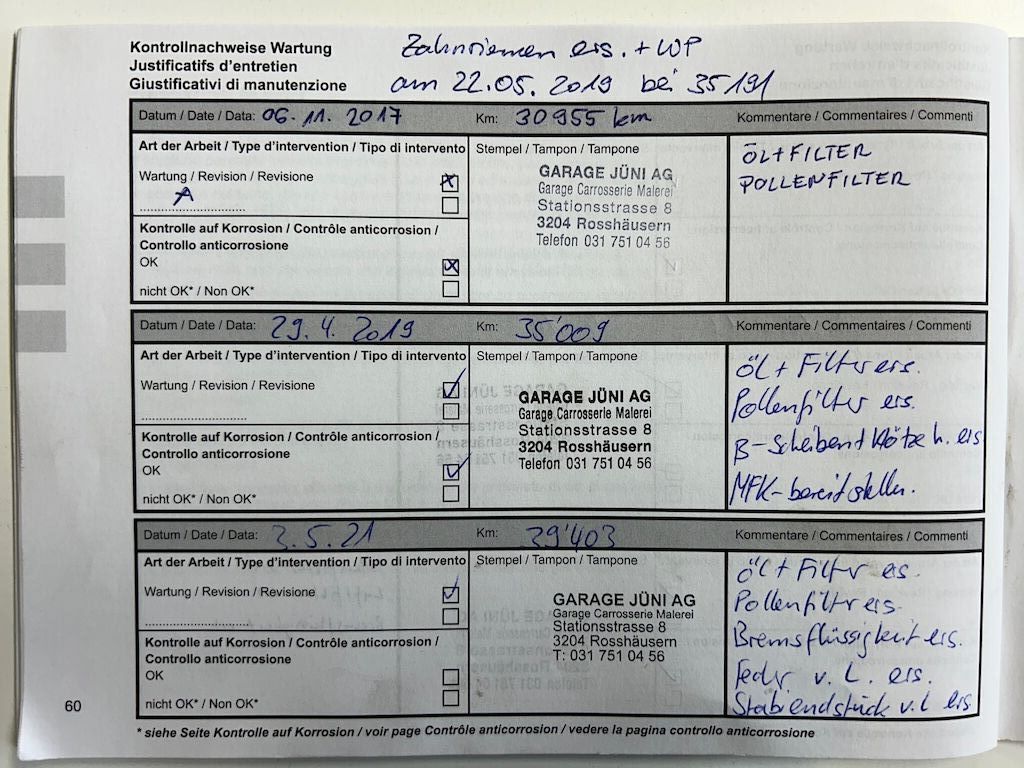 Kontrollnachweise Wartung
Justificatifs d'entretien
Giustificativi di manutenzione
Zahnriemen ers. + WP
am 22.05. 2019 bei 35191
Datum / Date / Data: 06. 11. 2017
Km: 30955 km
Kommentare / Commentaires / Commenti
Art der Arbeit / Type d'intervention / Tipo di intervento
Wartung / Revision / Revisione
A
Kontrolle auf Korrosion / Contrôle anticorrosion /
Controllo anticorrosione
OK
nicht OK* / Non OK*
Stempel / Tampon / Tampone
GARAGE JÜNI AG
Garage Carrosserie Malerei
Stationsstrasse 8
3204 Rosshäusern
Telefon 031 751 04 56
ÖL+FILTER
POLLENFILTER
Datum / Date / Data: 29. 4. 2019
Km: 35'009
Kommentare / Commentaires / Commenti
Art der Arbeit / Type d'intervention / Tipo di intervento
Wartung / Revision / Revisione
Kontrolle auf Korrosion / Contrôle anticorrosion /
Controllo anticorrosione
OK
nicht OK* / Non OK*
Stempel / Tampon / Tampone
GARAGE JÜNI AG
Garage Carrosserie Malerei
Stationsstrasse 8
3204 Rosshäusern
Telefon 031 751 04 56
Öl + Filter ers.
Pollenfilter ers.
B-Scheiben+Klötze h. ers
MFK-bereitstellen.
Datum / Date / Data: 3. 5. 21
Km: 39'403
Kommentare / Commentaires / Commenti
Art der Arbeit / Type d'intervention / Tipo di intervento
Wartung / Revision / Revisione
Kontrolle auf Korrosion / Contrôle anticorrosion /
Controllo anticorrosione
OK
nicht OK* / Non OK*
Stempel / Tampon / Tampone
GARAGE JÜNI AG
Garage Carrosserie Malerei
Stationsstrasse 8
3204 Rosshäusern
T: 031 751 04 56
Öl + Filter es.
Pollenfilter ers.
Bremsflüssigkeit ers.
Feder v. L. ers.
Stabiendstück v.L ers
60
* siehe Seite Kontrolle auf Korrosion / voir page Contrôle anticorrosion / vedere la pagina controllo anticorrosione